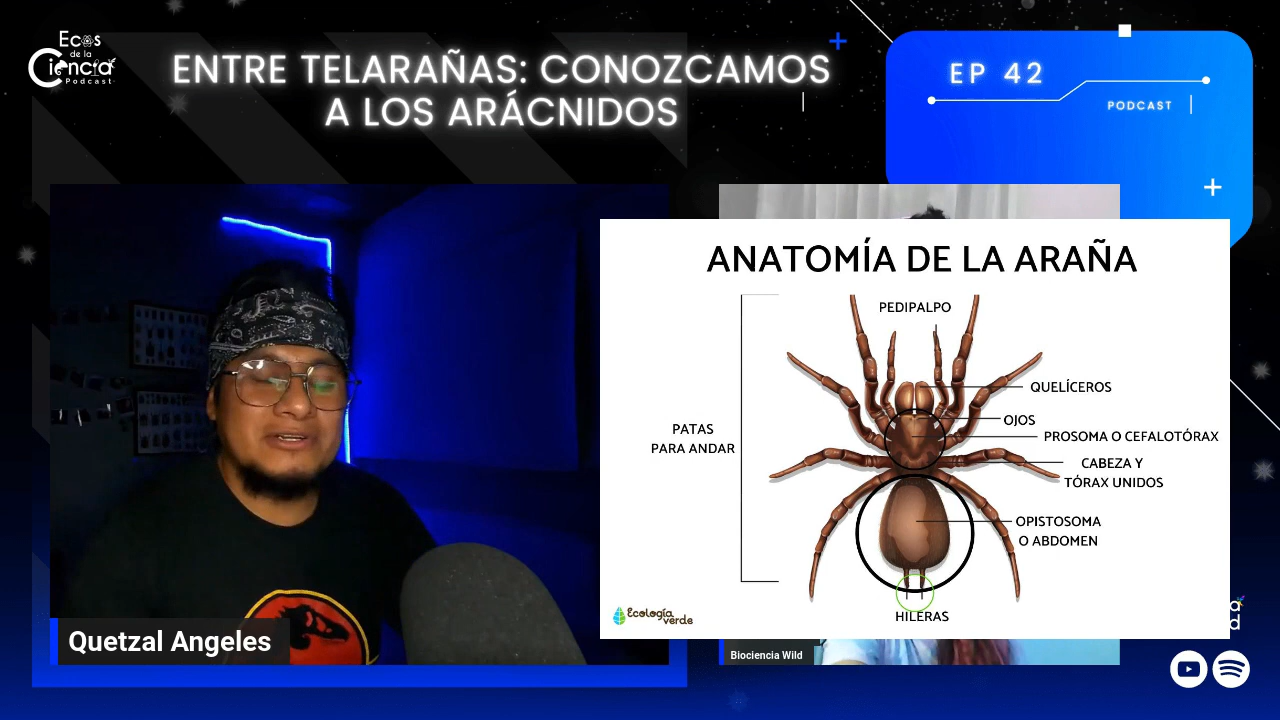 Ecos
de la
Ciencia
Podcast
ENTRE TELARAÑAS: CONOZCAMOS
A LOS ARÁCNIDOS
EP 42
PODCAST
ANATOMÍA DE LA ARAÑA
PEDIPALPO
QUELÍCEROS
OJOS
PROSOMA O CEFALOTÓRAX
PATAS
PARA ANDAR
CABEZA Y
TÓRAX UNIDOS
OPISTOSOMA
O ABDOMEN
HILERAS
Ecología
verde
Quetzal Angeles
Biociencia Wild